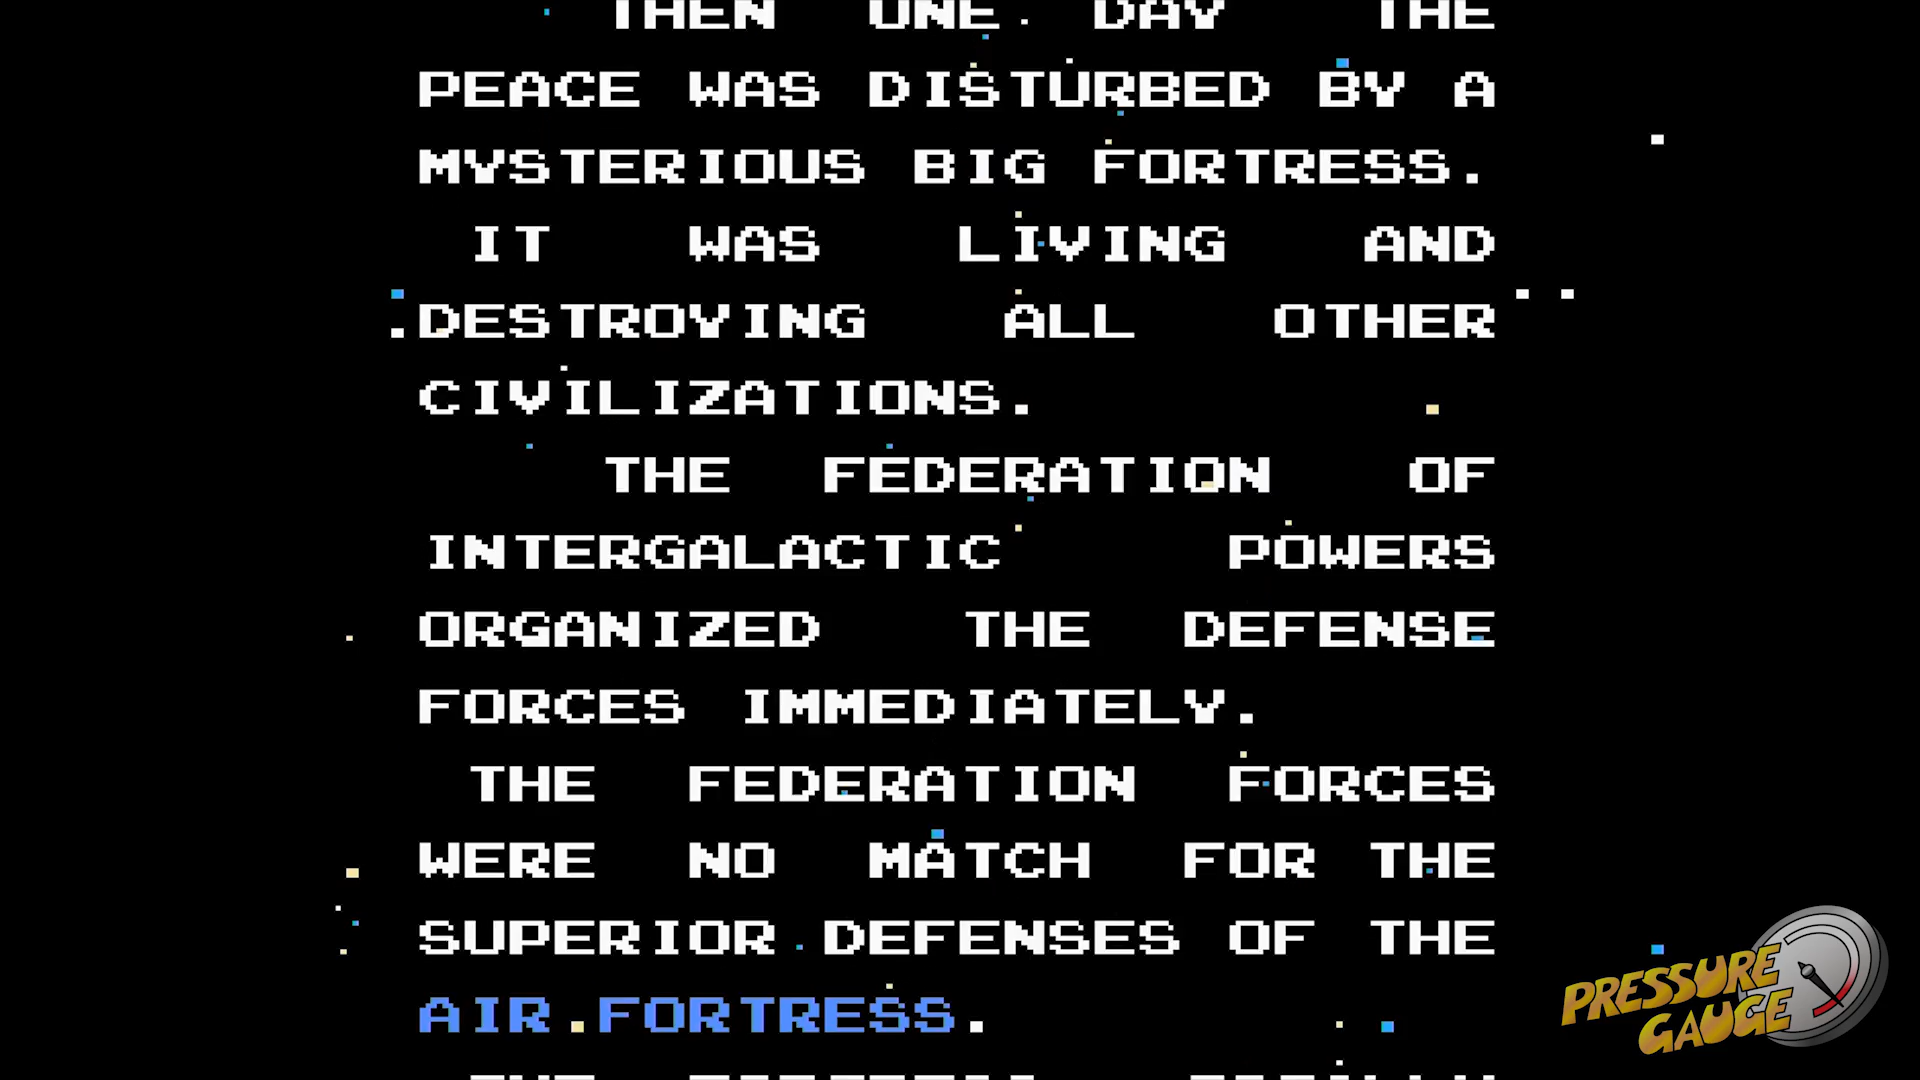 THEN ONE DAY THE
PEACE WAS DISTURBED BY A
MYSTERIOUS BIG FORTRESS.
IT WAS LIVING AND
DESTROYING ALL OTHER
CIVILIZATIONS.
THE FEDERATION OF
INTERGALACTIC POWERS
ORGANIZED THE DEFENSE
FORCES IMMEDIATELY.
THE FEDERATION FORCES
WERE NO MATCH FOR THE
SUPERIOR DEFENSES OF THE
AIR FORTRESS.
PRESSURE
GAUGE